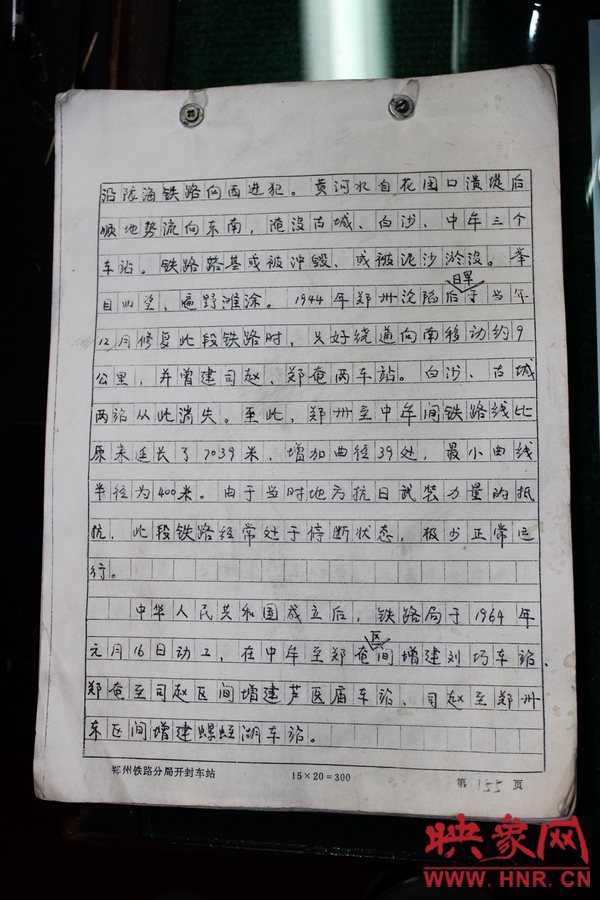 沿陇海铁路向西进犯。黄河水自花园口溃堤后
顺地势流向东南，淹没古城、白沙、中牟三个
车站。铁路路基或被冲毁、或被泥沙淤没。举
目四望，遍野滩涂。1944年郑州沦陷后日军于当年
12月修复此段铁路时，只好绕道向南移动约9
公里，并增建司赵、郑庵两车站。白沙、古城
两站从此消失。至此，郑州至中牟间铁路线比
原来延长了7039米，增加曲径39处，最小曲线
半径为400米。由于当时地方抗日武装力量的抵
抗，此段铁路经常处于停断状态，极少正常运
行。
中华人民共和国成立后，铁路局于1964年
元月16日动工，在中牟至郑庵区间增建刘圬车站、
郑庵至司赵区间增建芦医庙车站、司赵至郑州
东区间增建螺蛭湖车站。
郑州铁路分局开封车站
15×20=300
第 155 页
映象网
WWW.HNR.CN